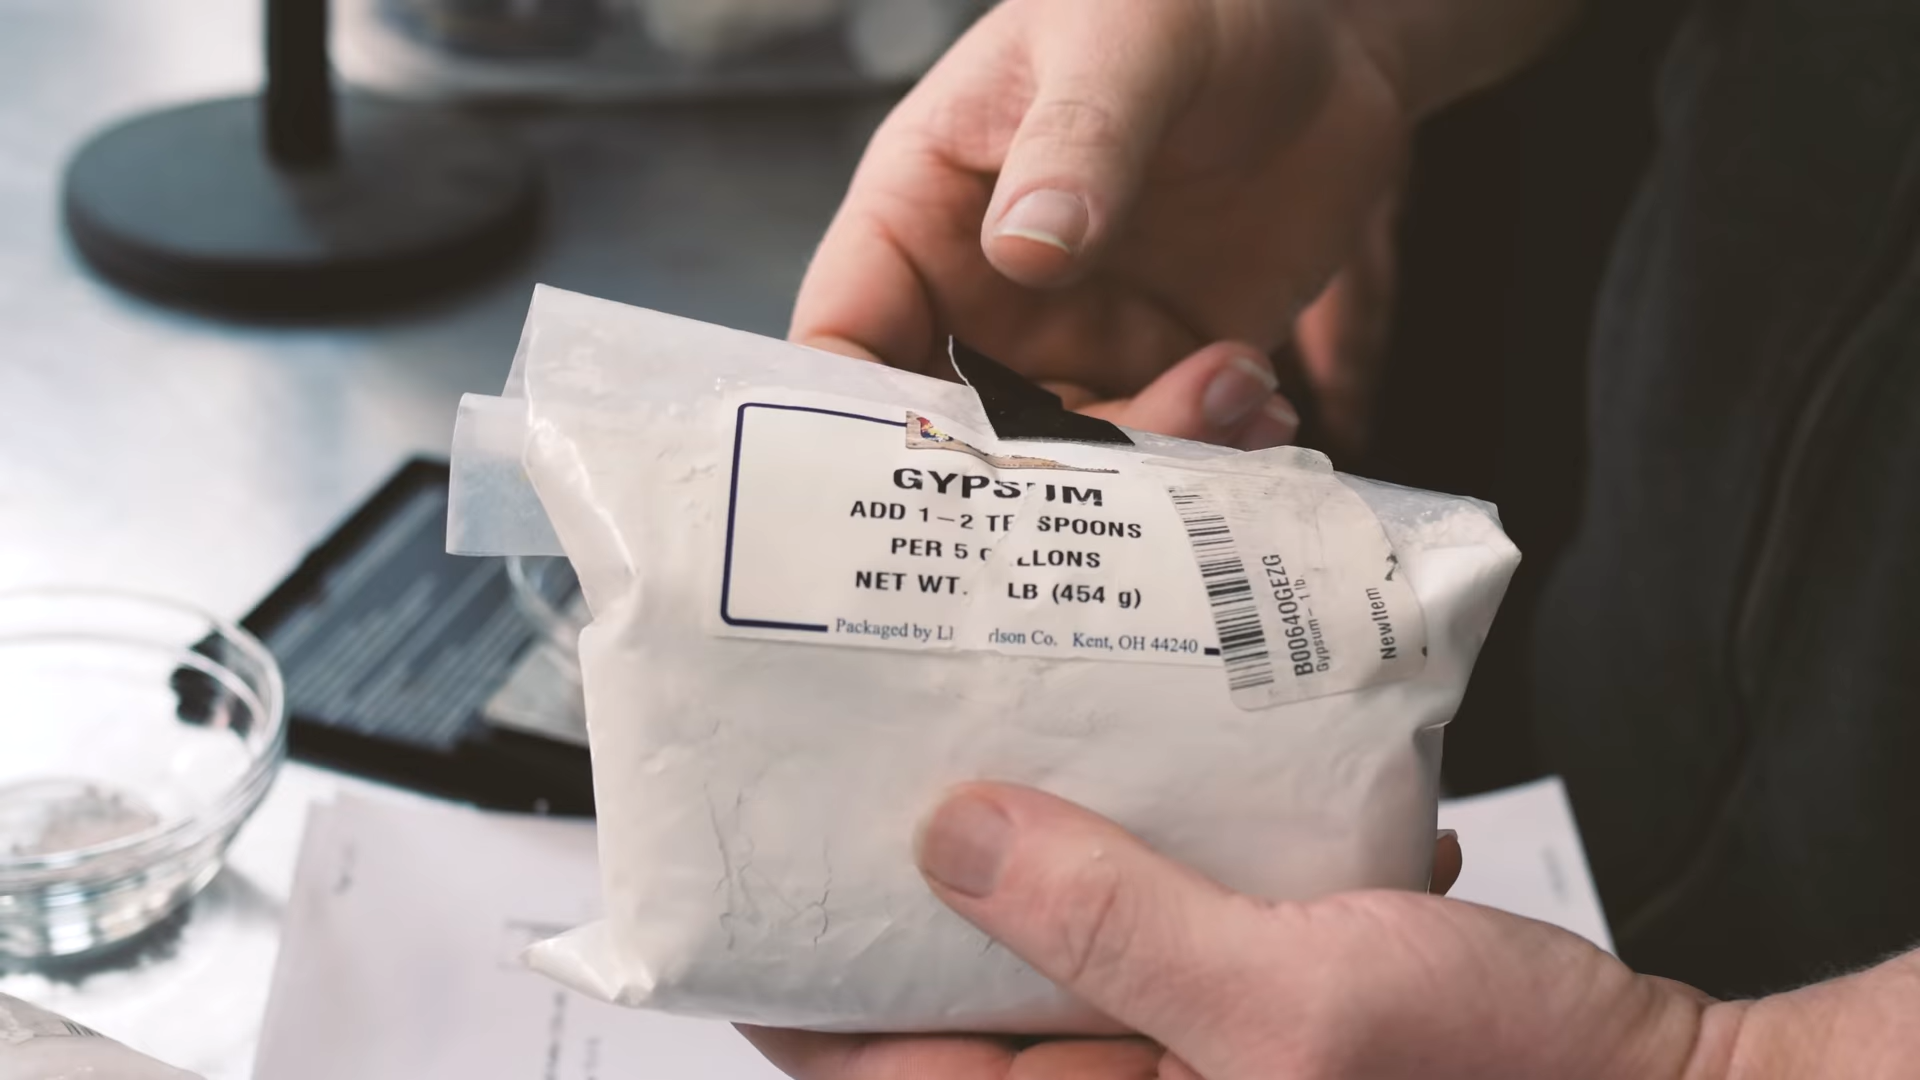 GYPSUM
ADD 1-2 TE SPOONS
PER 5 G LLONS
NET WT. LB (454 g)
Packaged by LD rlson Co. Kent, OH 44240
B00640GEZG
Gypsum - 1 lb.
NewItem